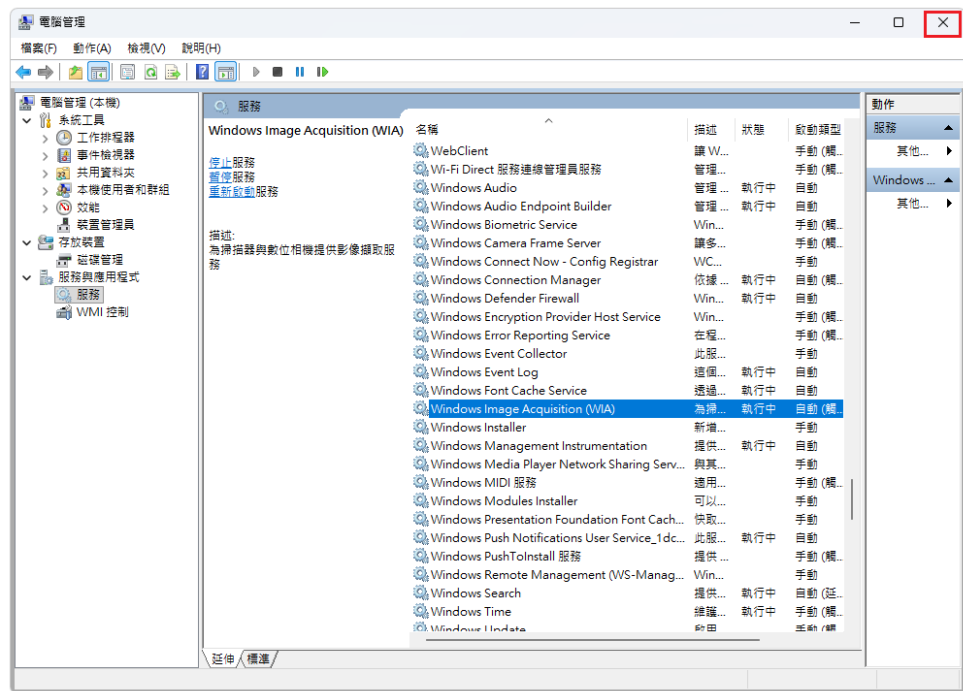 電腦管理
檔案(F) 動作(A) 檢視(V) 說明(H)
電腦管理 (本機)
系統工具
工作排程器
事件檢視器
共用資料夾
本機使用者和群組
效能
裝置管理員
存放裝置
磁碟管理
服務與應用程式
服務
WMI 控制
服務
Windows Image Acquisition (WIA)
停止服務
暫停服務
重新啟動服務
描述:
為掃描器與數位相機提供影像擷取服
務
名稱 描述 狀態 啟動類型
WebClient 讓 W... 手動 (觸...
Wi-Fi Direct 服務連線管理員服務 管理... 手動 (觸...
Windows Audio 管理 ... 執行中 自動
Windows Audio Endpoint Builder 管理 ... 執行中 自動
Windows Biometric Service Win... 手動 (觸...
Windows Camera Frame Server 讓多... 手動 (觸...
Windows Connect Now - Config Registrar WC... 手動
Windows Connection Manager 依據 ... 執行中 自動 (觸...
Windows Defender Firewall Win... 執行中 自動
Windows Encryption Provider Host Service Win... 手動 (觸...
Windows Error Reporting Service 在程... 手動 (觸...
Windows Event Collector 此服... 手動
Windows Event Log 這個... 執行中 自動
Windows Font Cache Service 透過... 執行中 自動
Windows Image Acquisition (WIA) 為掃... 執行中 自動 (觸...
Windows Installer 新增... 手動
Windows Management Instrumentation 提供... 執行中 自動
Windows Media Player Network Sharing Serv... 與其... 手動
Windows MIDI 服務 適用... 手動 (觸...
Windows Modules Installer 可以... 手動
Windows Presentation Foundation Font Cach... 快取... 手動
Windows Push Notifications User Service_1dc... 此服... 執行中 自動
Windows PushToInstall 服務 提供 ... 手動 (觸...
Windows Remote Management (WS-Manag... Win... 手動
Windows Search 提供... 執行中 自動 (延...
Windows Time 維護... 執行中 手動 (觸...
Windows Update 啟用... 手動 (觸...
延伸 標準
動作
服務
其他...
Windows ...
其他...